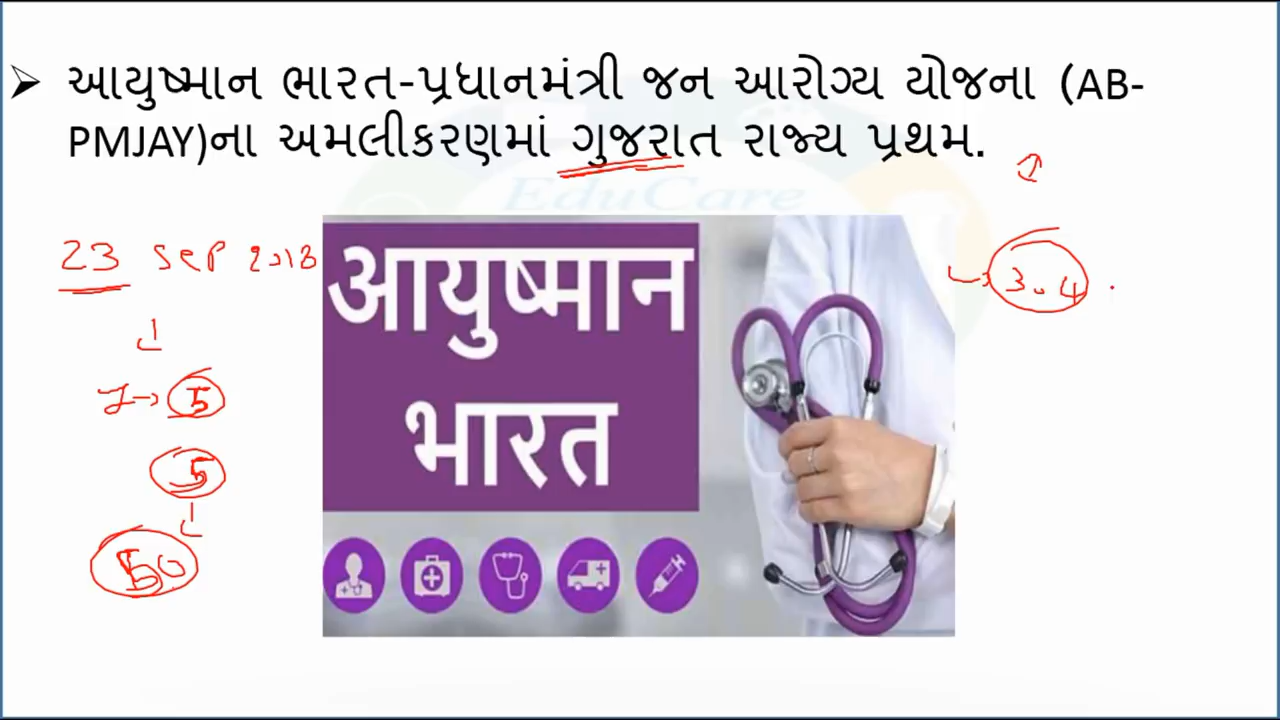 ➤ આયુષ્માન ભારત-પ્રધાનમંત્રી જન આરોગ્ય યોજના (AB-
PMJAY)ના અમલીકરણમાં ગુજરાત રાજ્ય પ્રથમ.
EduCare
23 Sep 2018
3.4
आयुष्मान
भारत
5
5
50